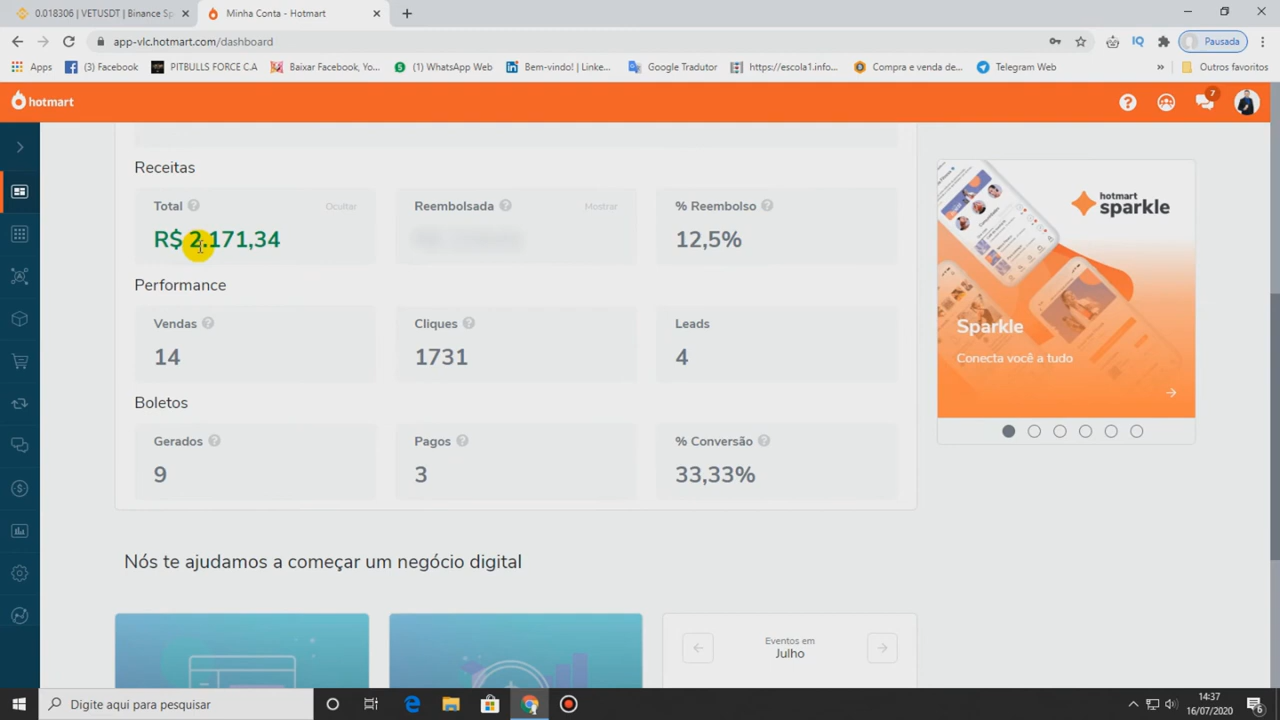 0.018306 | VETUSDT | Binance Sp
Minha Conta - Hotmart
app-vlc.hotmart.com/dashboard
Pausada
Apps
(3) Facebook
PITBULLS FORCE C.A
Baixar Facebook, Yo...
(1) WhatsApp Web
Bem-vindo! | Linke...
Google Tradutor
https://escola1.info...
Compra e venda de...
Telegram Web
»
Outros favoritos
hotmart
7
Receitas
Total
Ocultar
Reembolsada
Mostrar
% Reembolso
R$ 2.171,34
12,5%
Performance
Vendas
Cliques
Leads
14
1731
4
Boletos
Gerados
Pagos
% Conversão
9
3
33,33%
hotmart
sparkle
Sparkle
Conecta você a tudo
Nós te ajudamos a começar um negócio digital
Eventos em
Julho
Digite aqui para pesquisar
14:37
16/07/2020
6